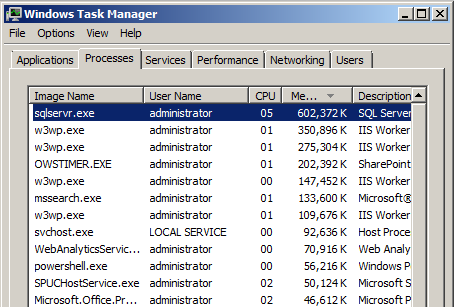 Windows Task Manager
File Options View Help
Applications Processes Services Performance Networking Users
Image Name User Name CPU Me... Description
sqlservr.exe administrator 05 602,372 K SQL Server
w3wp.exe administrator 01 350,896 K IIS Worker
w3wp.exe administrator 01 275,304 K IIS Worker
OWSTIMER.EXE administrator 01 202,392 K SharePoint
w3wp.exe administrator 00 147,452 K IIS Worker
mssearch.exe administrator 01 133,600 K Microsoft®
w3wp.exe administrator 01 109,676 K IIS Worker
svchost.exe LOCAL SERVICE 00 92,636 K Host Proce
WebAnalyticsServic... administrator 00 70,916 K Web Analy
powershell.exe administrator 00 56,216 K Windows P
SPUCHostService.exe administrator 02 50,124 K Microsoft.
Microsoft.Office.Pr... administrator 02 46,612 K Microsoft